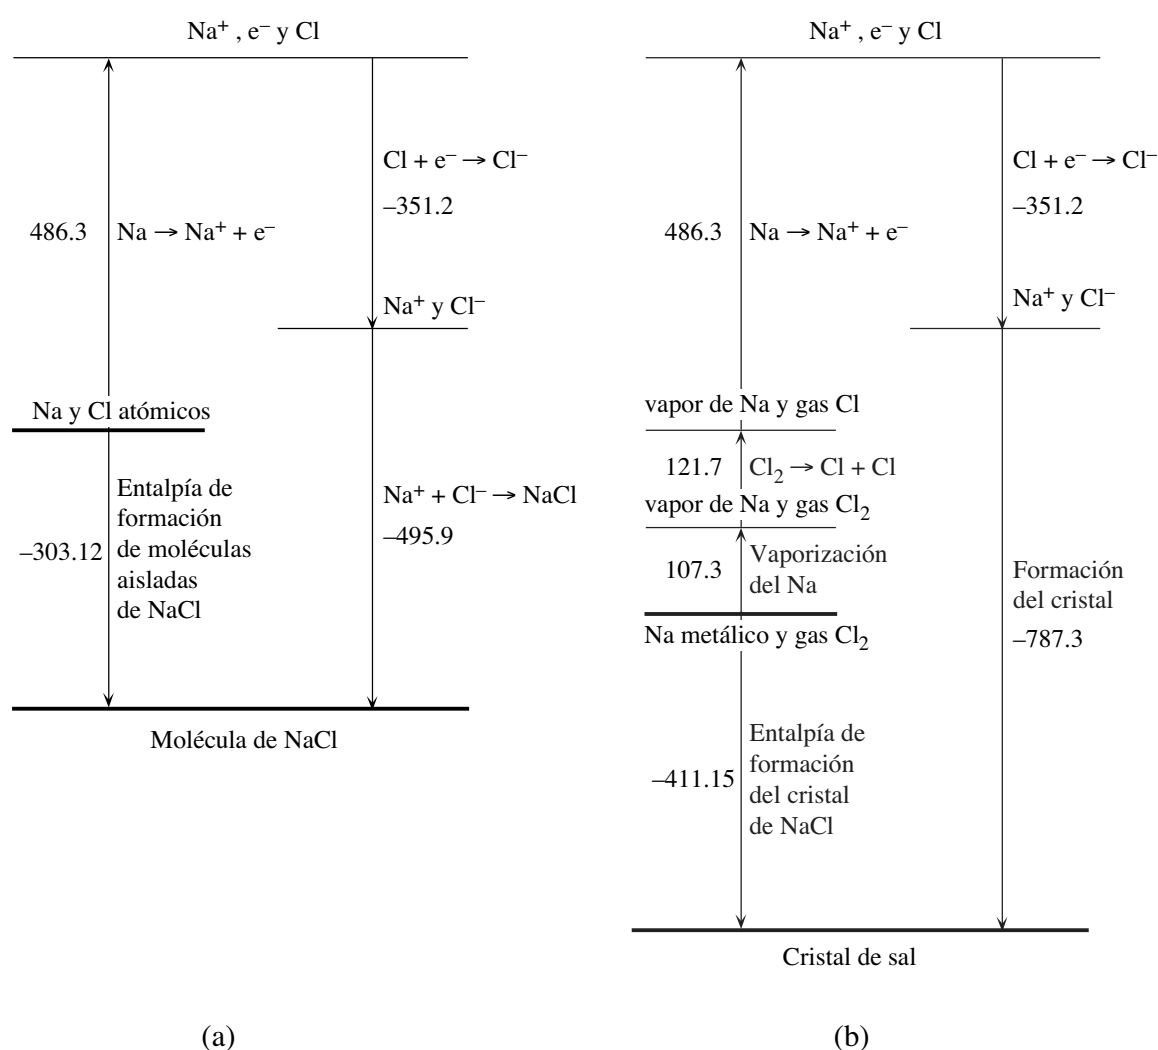 Na⁺ , e⁻ y Cl
Cl + e⁻ → Cl⁻
–351.2
486.3
Na → Na⁺ + e⁻
Na⁺ y Cl⁻
Na y Cl atómicos
Entalpía de
formación
de moléculas
aisladas
de NaCl
–303.12
Na⁺ + Cl⁻ → NaCl
–495.9
Molécula de NaCl
(a)
Na⁺ , e⁻ y Cl
Cl + e⁻ → Cl⁻
–351.2
486.3
Na → Na⁺ + e⁻
Na⁺ y Cl⁻
vapor de Na y gas Cl
121.7
Cl₂ → Cl + Cl
vapor de Na y gas Cl₂
107.3
Vaporización
del Na
Na metálico y gas Cl₂
Formación
del cristal
–787.3
Entalpía de
formación
del cristal
de NaCl
–411.15
Cristal de sal
(b)